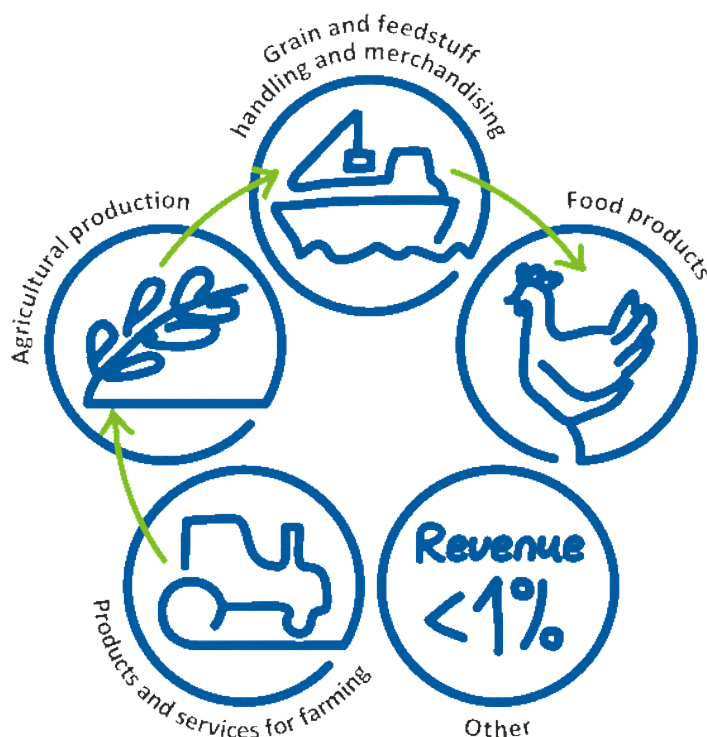 Grain and feedstuff
handling and merchandising
Agricultural production
Food products
Products and services for farming
Revenue
<1%
Other